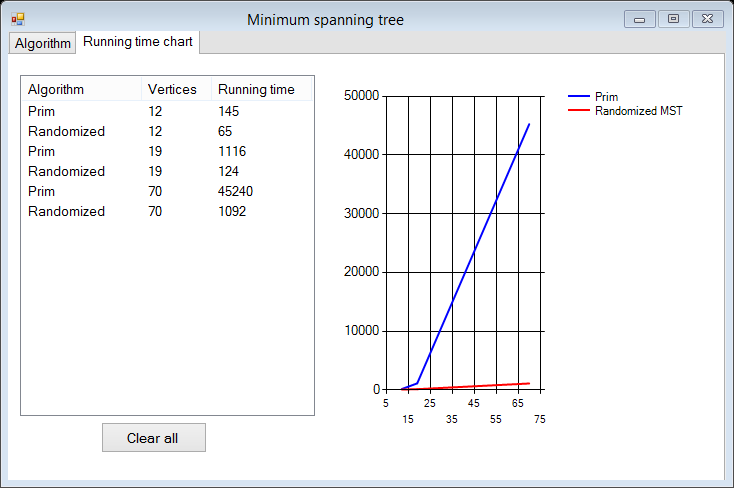 Minimum spanning tree
Algorithm Running time chart
Algorithm Vertices Running time
Prim 12 145
Randomized 12 65
Prim 19 1116
Randomized 19 124
Prim 70 45240
Randomized 70 1092
Clear all
50000
40000
30000
20000
10000
0
5 25 45 65
15 35 55 75
Prim
Randomized MST